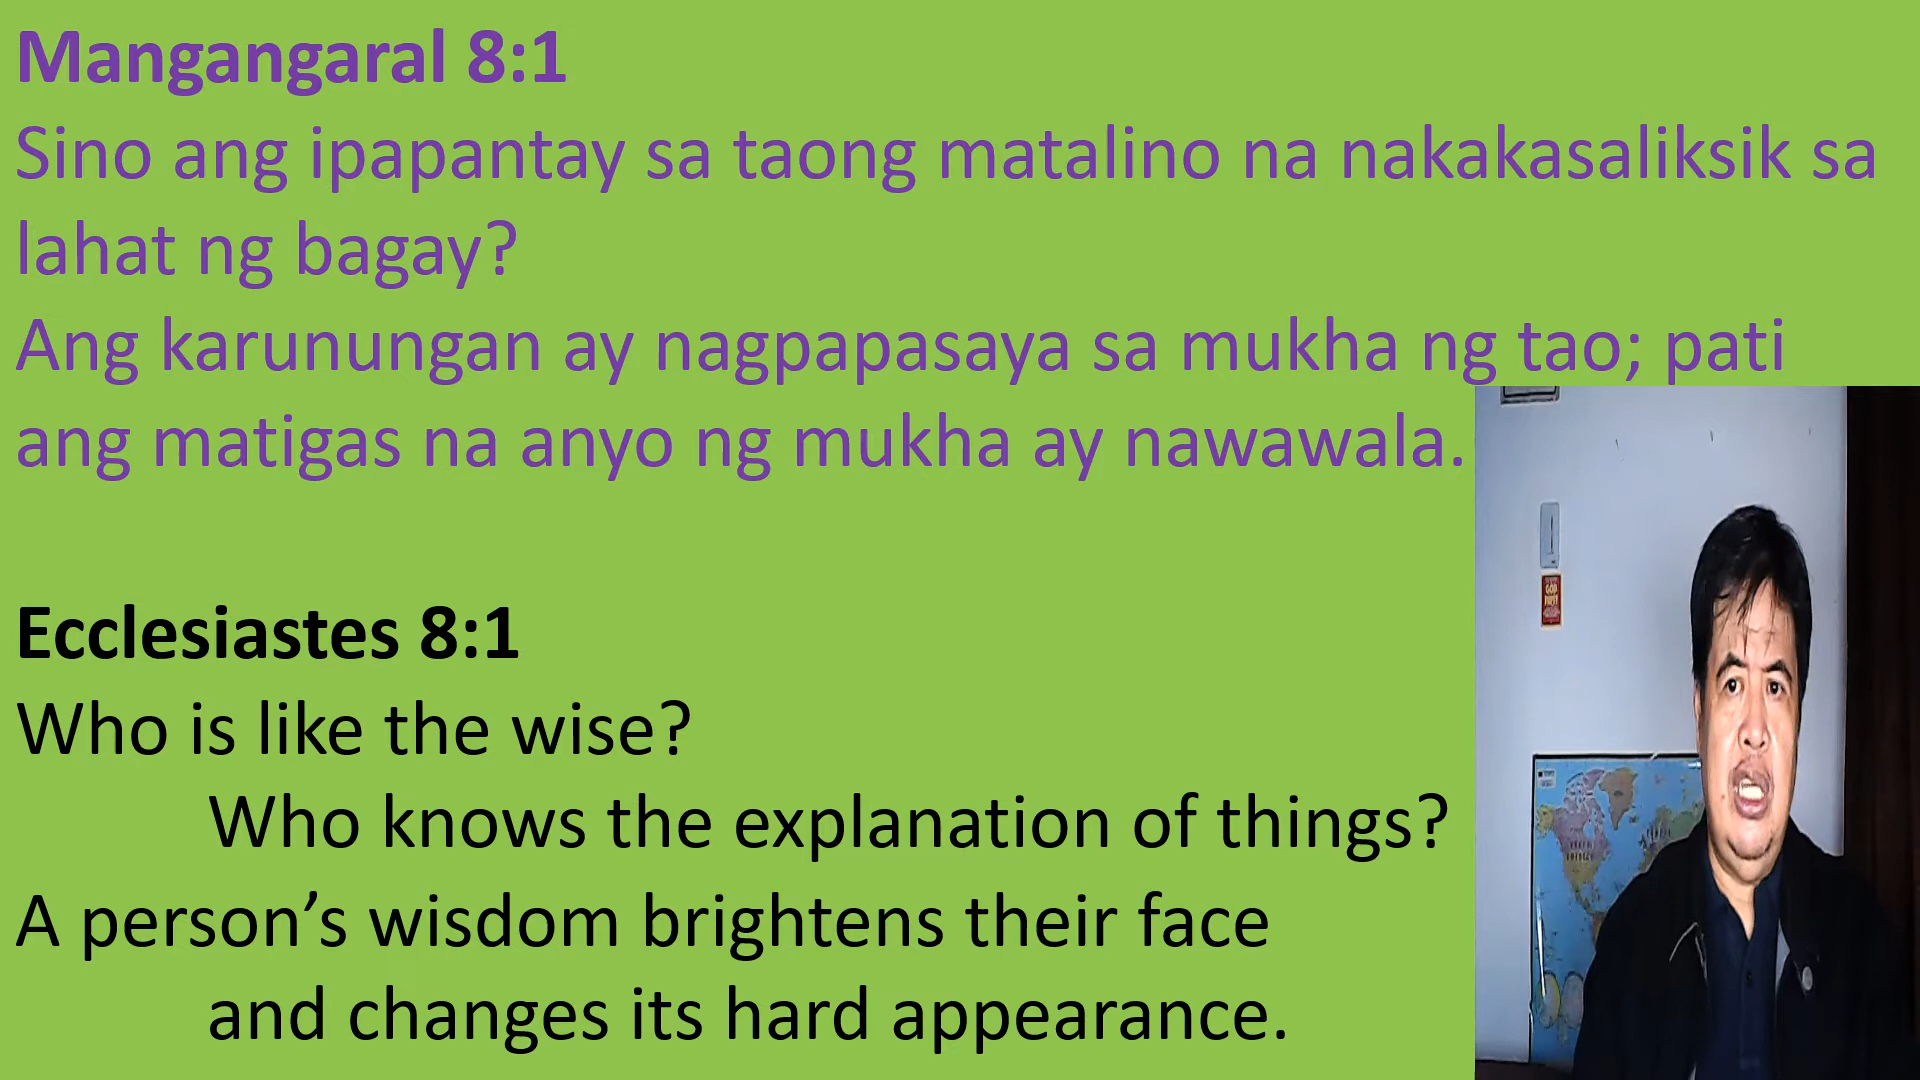 Mangangaral 8:1
Sino ang ipapantay sa taong matalino na nakakasaliksik sa
lahat ng bagay?
Ang karunungan ay nagpapasaya sa mukha ng tao; pati
ang matigas na anyo ng mukha ay nawawala.
Ecclesiastes 8:1
Who is like the wise?
Who knows the explanation of things?
A person’s wisdom brightens their face
and changes its hard appearance.
GOD
FIRST